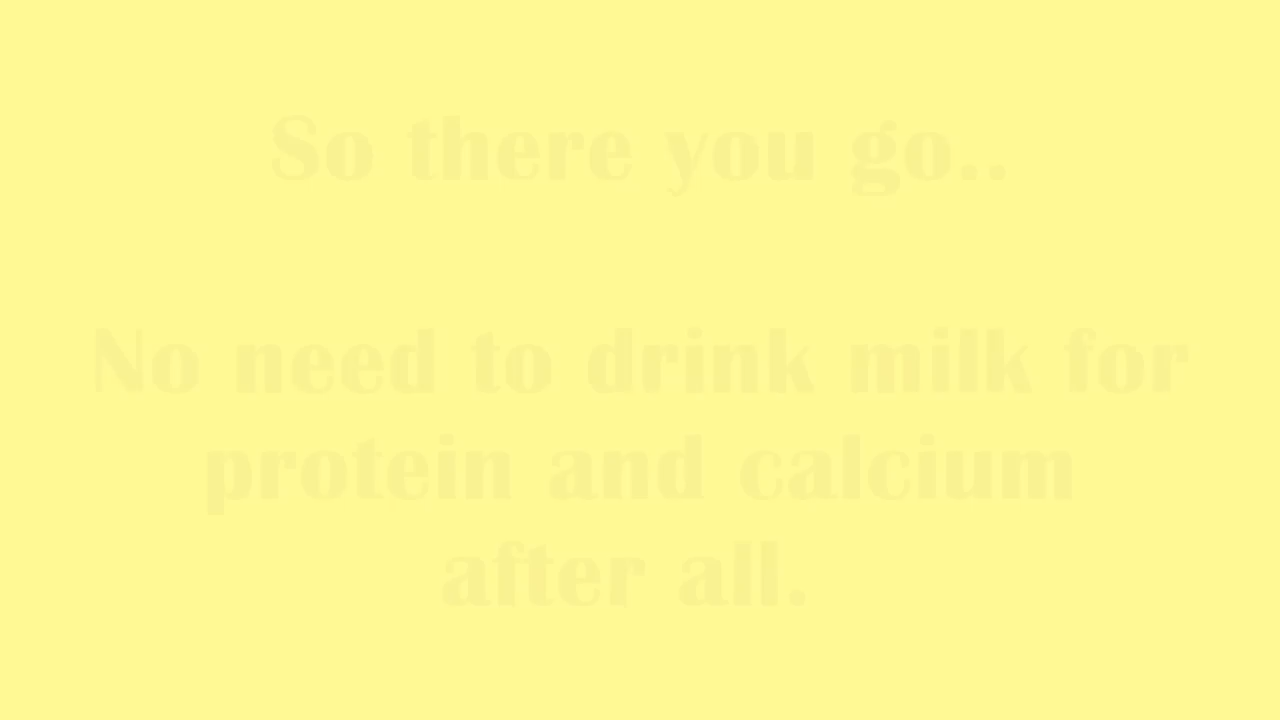 So there you go..
No need to drink milk for
protein and calcium
after all.